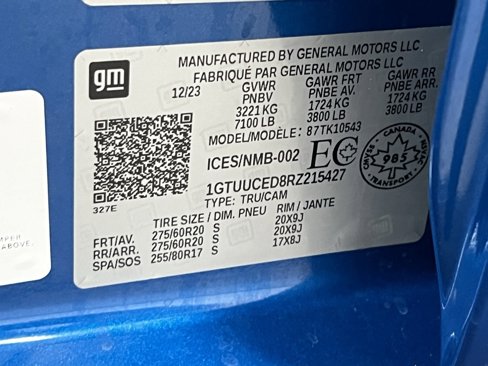 gm
MANUFACTURED BY GENERAL MOTORS LLC
FABRIQUÉ PAR GENERAL MOTORS LLC
12/23 GVWR GAWR FRT GAWR RR
PNBV PNBE AV. PNBE ARR.
3221 KG 1724 KG 1724 KG
7100 LB 3800 LB 3800 LB
MODEL/MODÈLE: 87TK10543
ICES/NMB-002 EC
CANADA
985
327E
1GTUUCED8RZ215427
TYPE: TRU/CAM
TIRE SIZE / DIM. PNEU RIM / JANTE
FRT/AV. 275/60R20 S 20X9J
RR/ARR. 275/60R20 S 20X9J
SPA/SOS 255/80R17 S 17X8J
ABOVE.